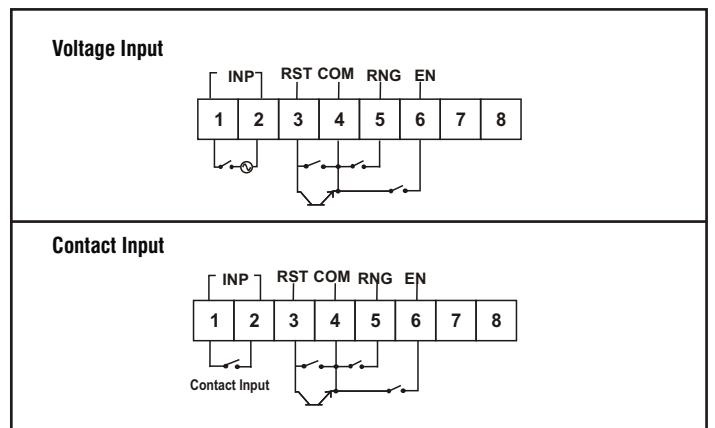 Voltage Input
INP RST COM RNG EN
1 2 3 4 5 6 7 8
Contact Input
INP RST COM RNG EN
1 2 3 4 5 6 7 8
Contact Input